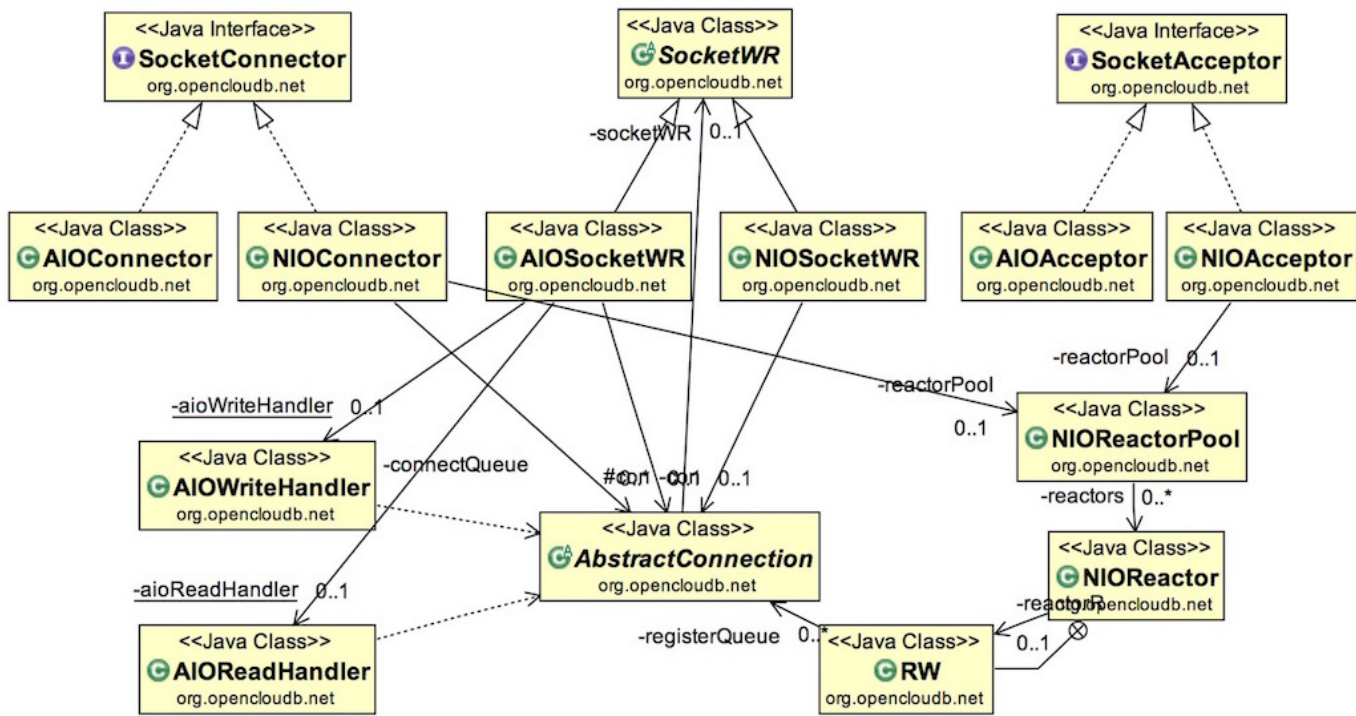 <<Java Interface>>
SocketConnector
org.opencloudb.net
<<Java Class>>
SocketWR
org.opencloudb.net
<<Java Interface>>
SocketAcceptor
org.opencloudb.net
-socketWR 0..1
<<Java Class>>
AIOConnector
org.opencloudb.net
<<Java Class>>
NIOConnector
org.opencloudb.net
<<Java Class>>
AIOSocketWR
org.opencloudb.net
<<Java Class>>
NIOSocketWR
org.opencloudb.net
<<Java Class>>
AIOAcceptor
org.opencloudb.net
<<Java Class>>
NIOAcceptor
org.opencloudb.net
-reactorPool 0..1
-reactorPool
0..1
-aioWriteHandler 0..1
<<Java Class>>
NIOReactorPool
org.opencloudb.net
<<Java Class>>
AIOWriteHandler
org.opencloudb.net
-connectQueue
#con -con 0..1
-reactors 0..*
<<Java Class>>
AbstractConnection
org.opencloudb.net
<<Java Class>>
NIOReactor
org.opencloudb.net
-aioReadHandler 0..1
-reactorR
0..1
-registerQueue 0..*
<<Java Class>>
AIOReadHandler
org.opencloudb.net
<<Java Class>>
RW
org.opencloudb.net